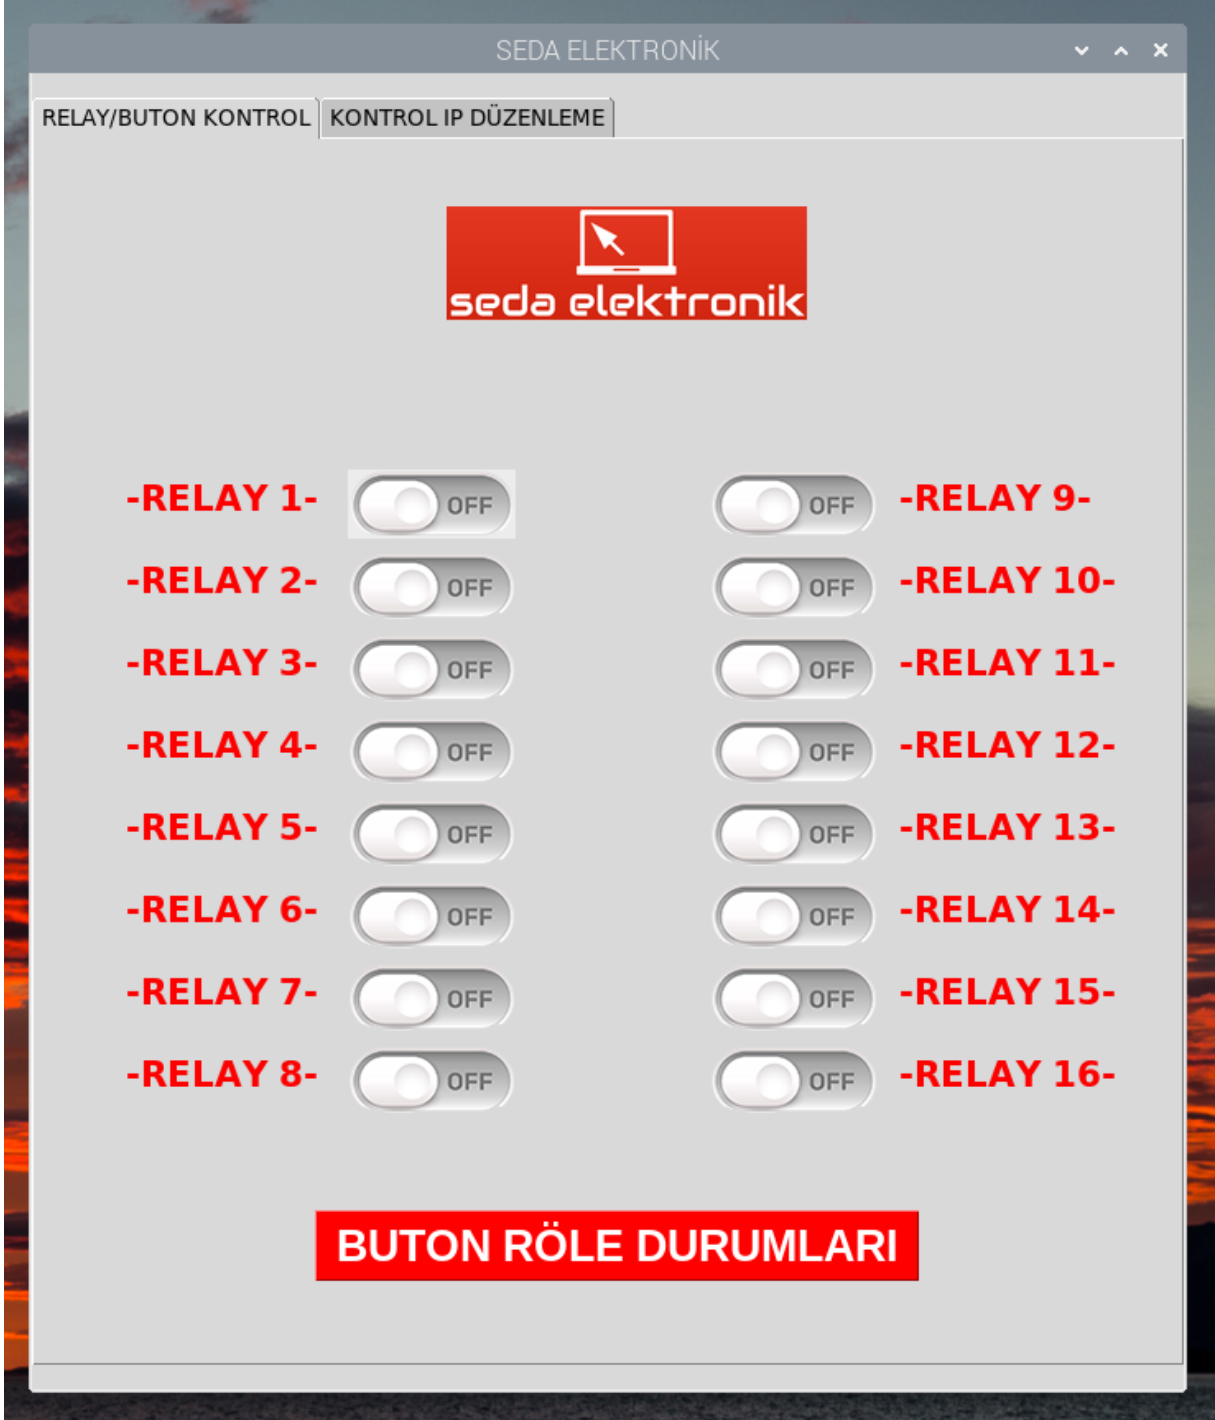 SEDA ELEKTRONİK
RELAY/BUTON KONTROL
KONTROL IP DÜZENLEME
seda elektronik
-RELAY 1- OFF OFF -RELAY 9-
-RELAY 2- OFF OFF -RELAY 10-
-RELAY 3- OFF OFF -RELAY 11-
-RELAY 4- OFF OFF -RELAY 12-
-RELAY 5- OFF OFF -RELAY 13-
-RELAY 6- OFF OFF -RELAY 14-
-RELAY 7- OFF OFF -RELAY 15-
-RELAY 8- OFF OFF -RELAY 16-
BUTON RÖLE DURUMLARI